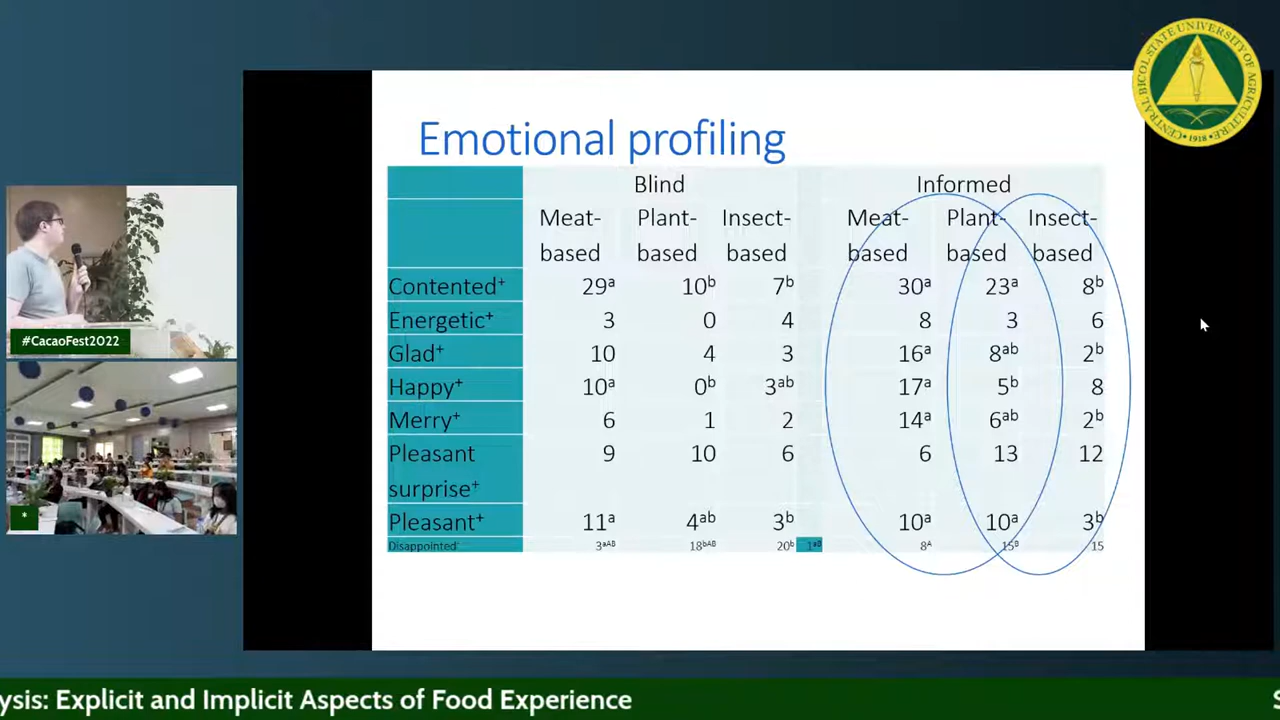 CENTRAL BICOL STATE UNIVERSITY OF AGRICULTURE
• 1918 •
Emotional profiling
Blind Informed
Meat- Plant- Insect- Meat- Plant- Insect-
based based based based based based
Contented⁺ 29ᵃ 10ᵇ 7ᵇ 30ᵃ 23ᵃ 8ᵇ
Energetic⁺ 3 0 4 8 3 6
Glad⁺ 10 4 3 16ᵃ 8ᵃᵇ 2ᵇ
Happy⁺ 10ᵃ 0ᵇ 3ᵃᵇ 17ᵃ 5ᵇ 8
Merry⁺ 6 1 2 14ᵃ 6ᵃᵇ 2ᵇ
Pleasant 9 10 6 6 13 12
surprise⁺
Pleasant⁺ 11ᵃ 4ᵃᵇ 3ᵇ 10ᵃ 10ᵃ 3ᵇ
Disappointed⁻ 3ᵃᴬᴮ 18ᵇᴬᴮ 20ᵇ 1ᵃᴮ 8ᴬ 15ᴮ 15
#CacaoFest2022
*
ysis: Explicit and Implicit Aspects of Food Experience
S